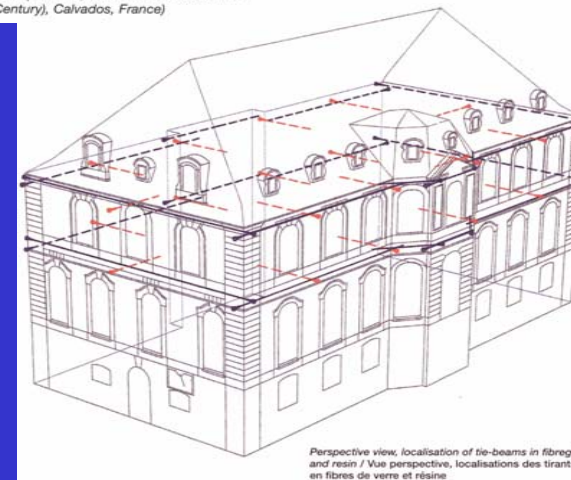 Century), Calvados, France)
Perspective view, localisation of tie-beams in fibreg
and resin / Vue perspective, localisations des tirants
en fibres de verre et résine